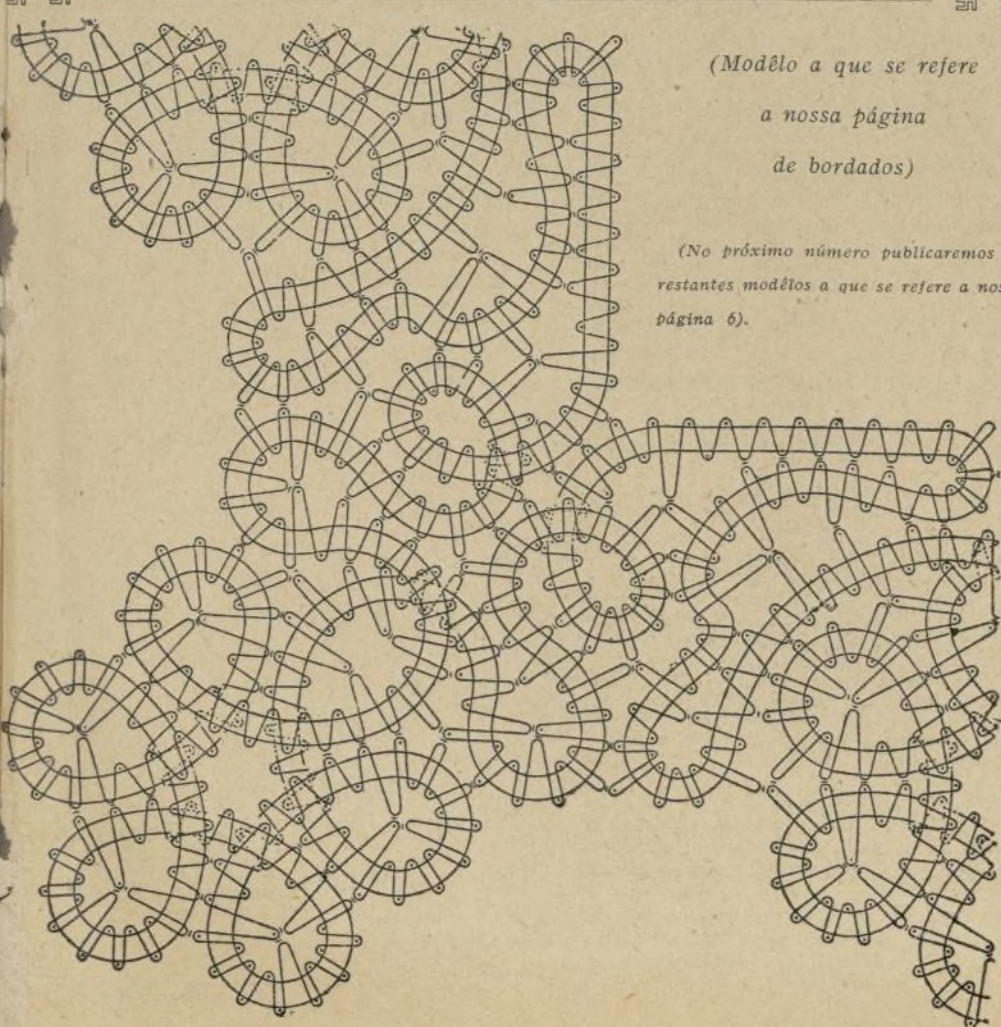 (Modêlo a que se refere
a nossa página
de bordados)
(No próximo número publicaremos
restantes modêlos a que se refere a
página 6).